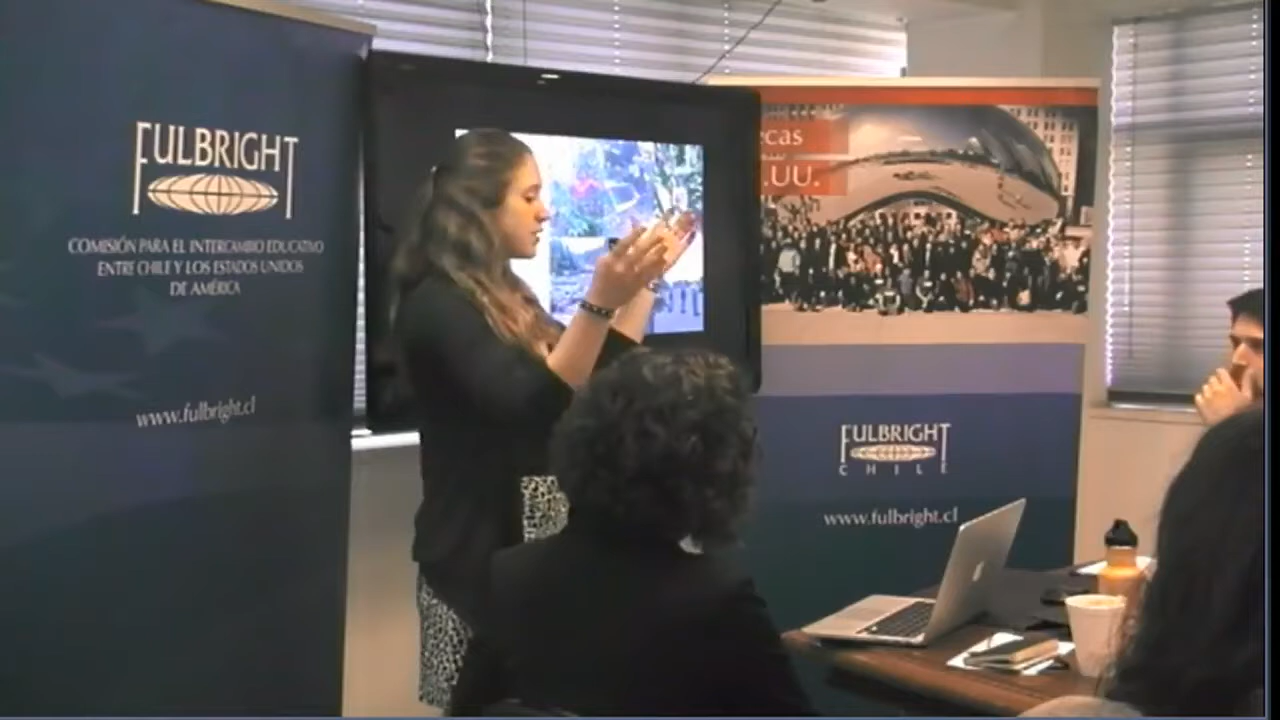 FULBRIGHT
COMISIÓN PARA EL INTERCAMBIO EDUCATIVO
ENTRE CHILE Y LOS ESTADOS UNIDOS
DE AMÉRICA
www.fulbright.cl
ecas
.UU.
FULBRIGHT
CHILE
www.fulbright.cl